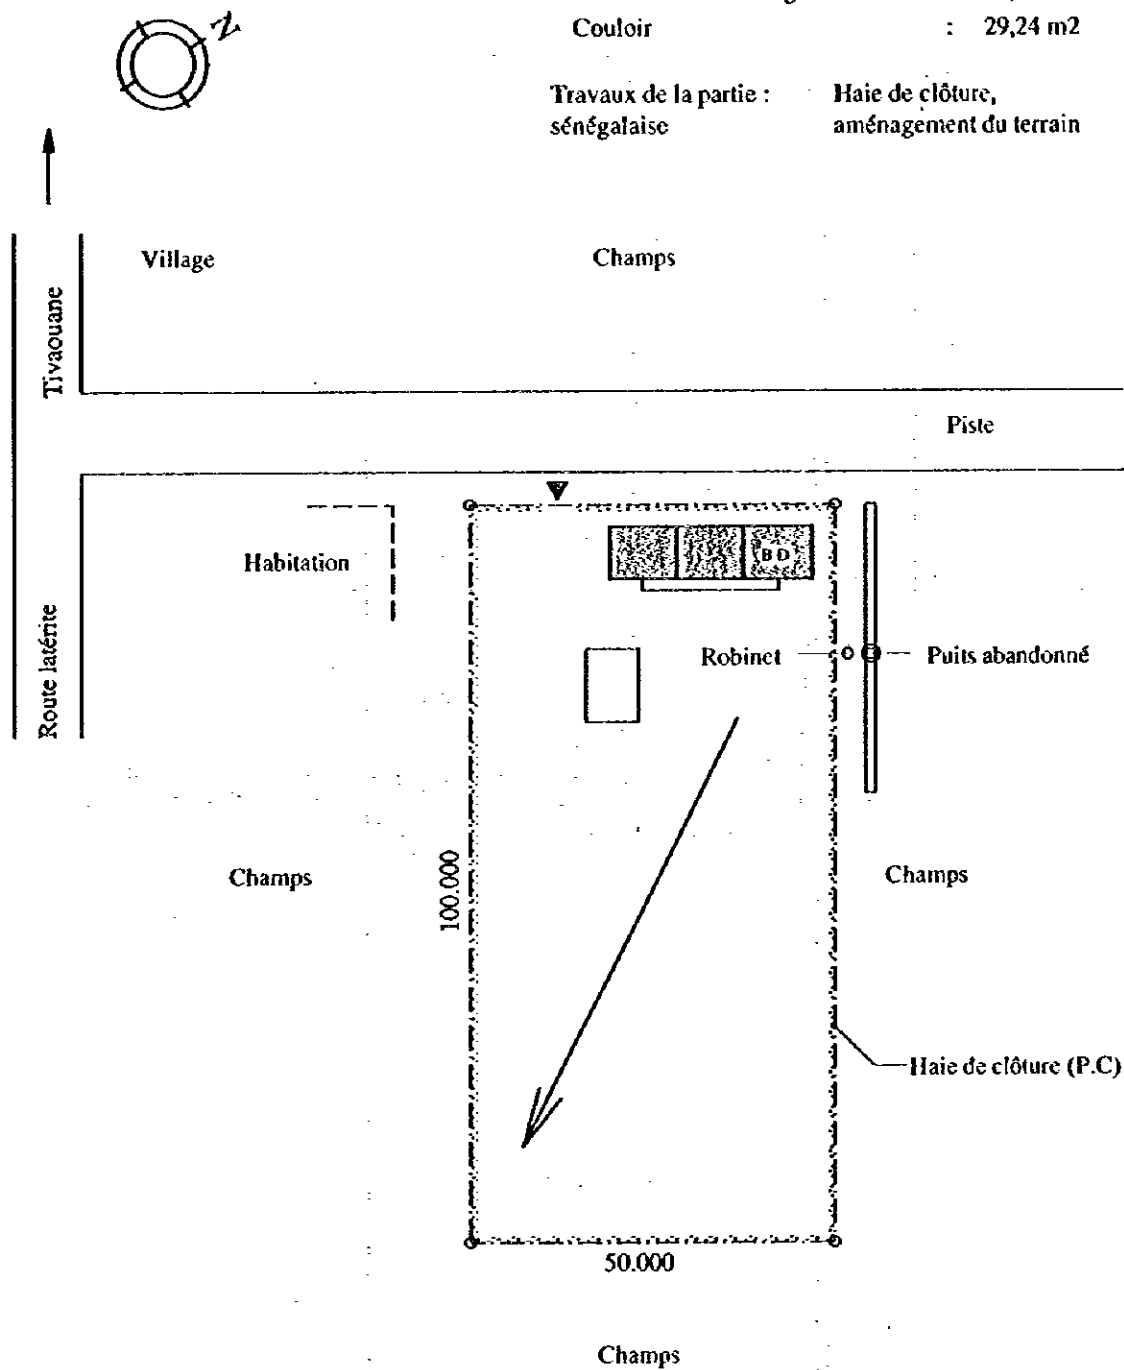 N
Couloir : 29,24 m2
Travaux de la partie : Haie de clôture,
sénégalaise aménagement du terrain
Village
Champs
Tivaouane
Piste
Habitation
B D
Route latérite
Robinet
Puits abandonné
Champs
100.000
Champs
Haie de clôture (P.C)
50.000
Champs